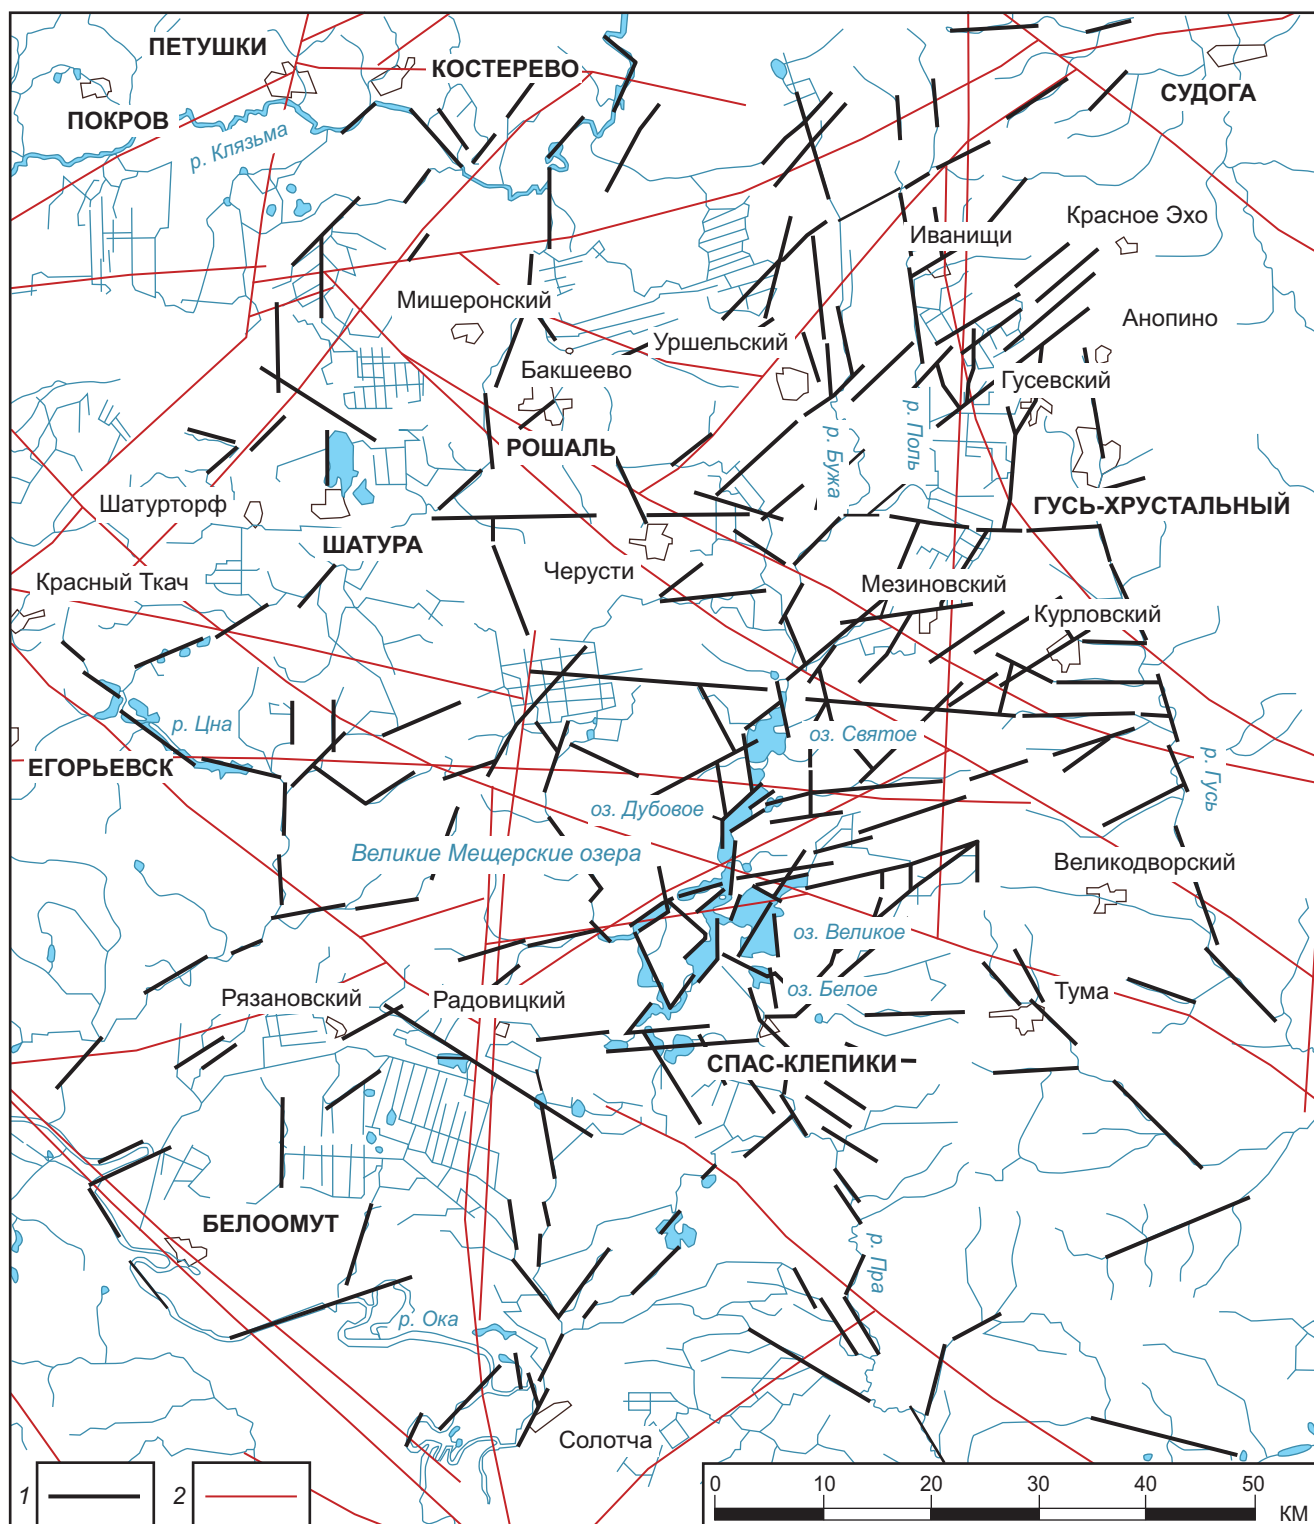 ПЕТУШКИ
КОСТЕРЕВО
СУДОГА
ПОКРОВ
р. Клязьма
Красное Эхо
Иванищи
Мишеронский
Анопино
Уршельский
Бакшеево
Гусевский
р. Поль
р. Бужа
РОШАЛЬ
Шатурторф
ГУСЬ-ХРУСТАЛЬНЫЙ
ШАТУРА
Черусти
Красный Ткач
Мезиновский
Курловский
р. Цна
оз. Святое
ЕГОРЬЕВСК
р. Гусь
оз. Дубовое
Великие Мещерские озера
Великодворский
оз. Великое
оз. Белое
Тума
Рязановский
Радовицкий
СПАС-КЛЕПИКИ
БЕЛООМУТ
р. Пра
р. Ока
Солотча
1
2
0 10 20 30 40 50
КМ